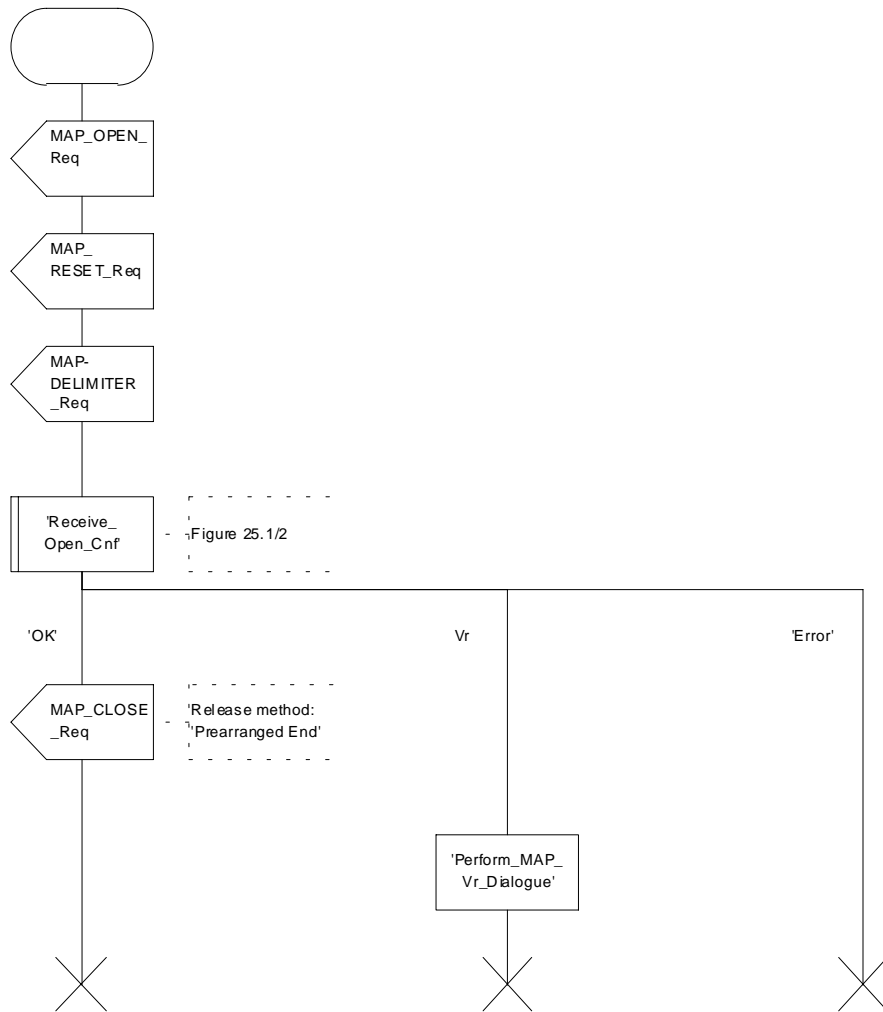 MAP_OPEN_
Req
MAP_
RESET_Req
MAP-
DELIMITER
_Req
'Receive_
Open_Cnf'
Figure 25.1/2
'OK'
Vr
'Error'
MAP_CLOSE
_Req
Release method:
'Prearranged End'
'Perform_MAP_
Vr_Dialogue'